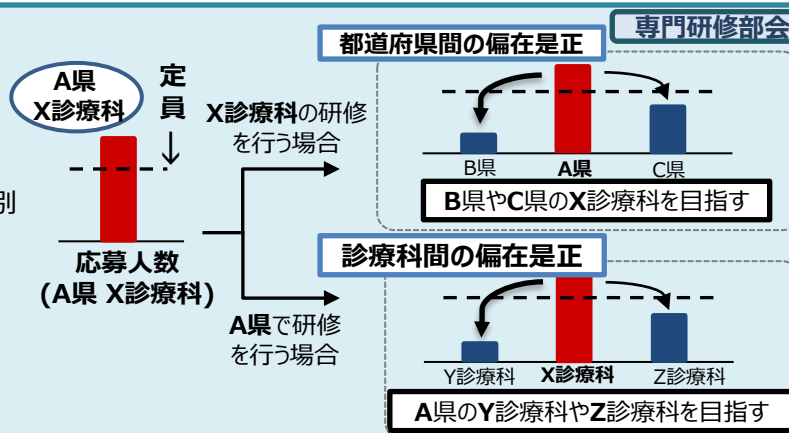 専門研修部会
都道府県間の偏在是正
A県
X診療科
定員
↓
別
応募人数
(A県 X診療科)
X診療科の研修
を行う場合
B県
A県
C県
B県やC県のX診療科を目指す
診療科間の偏在是正
A県で研修
を行う場合
Y診療科
X診療科
Z診療科
A県のY診療科やZ診療科を目指す